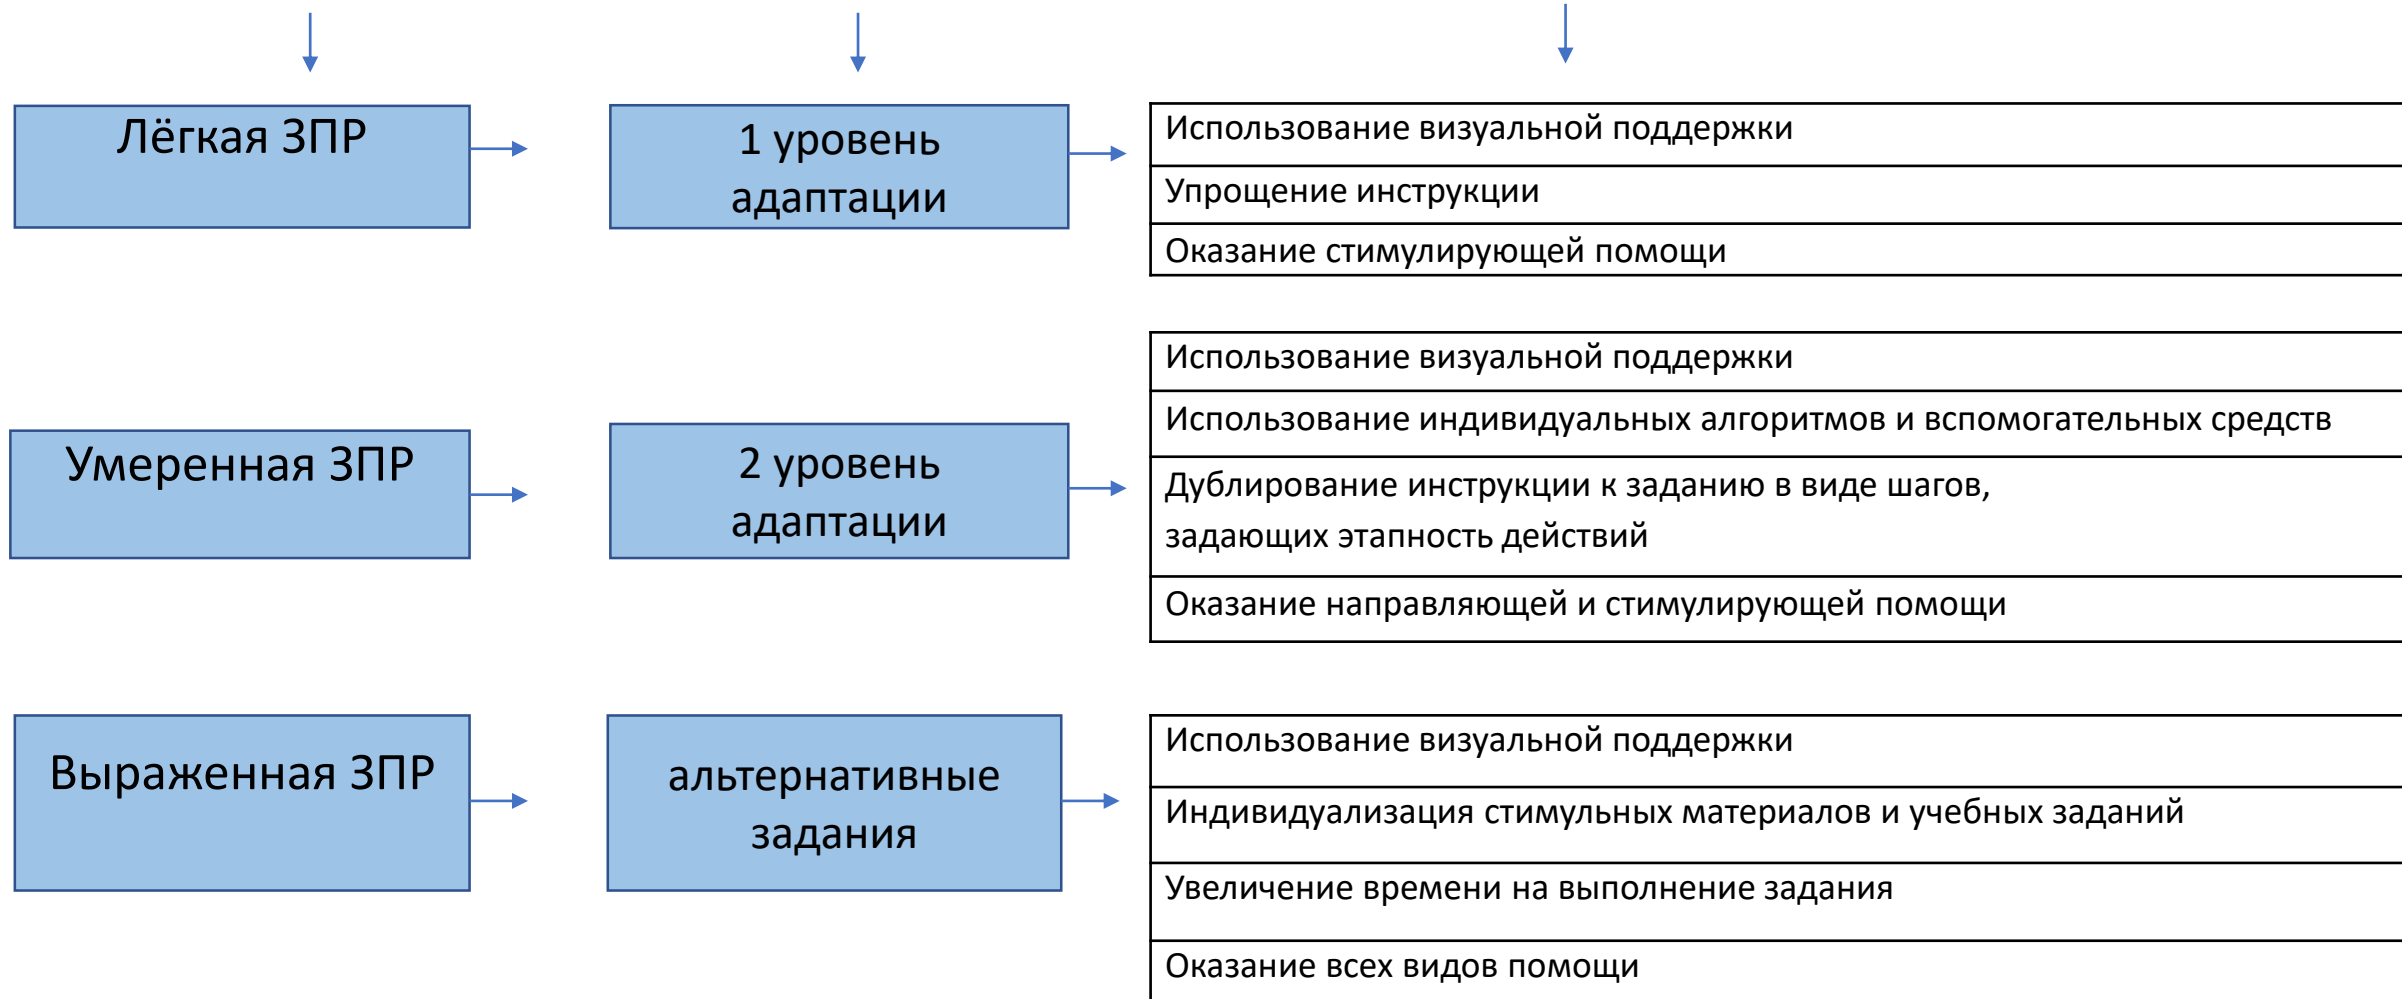 Лёгкая ЗПР
1 уровень
адаптации
Использование визуальной поддержки
Упрощение инструкции
Оказание стимулирующей помощи
Умеренная ЗПР
2 уровень
адаптации
Использование визуальной поддержки
Использование индивидуальных алгоритмов и вспомогательных средств
Дублирование инструкции к заданию в виде шагов,
задающих этапность действий
Оказание направляющей и стимулирующей помощи
Выраженная ЗПР
альтернативные
задания
Использование визуальной поддержки
Индивидуализация стимульных материалов и учебных заданий
Увеличение времени на выполнение задания
Оказание всех видов помощи